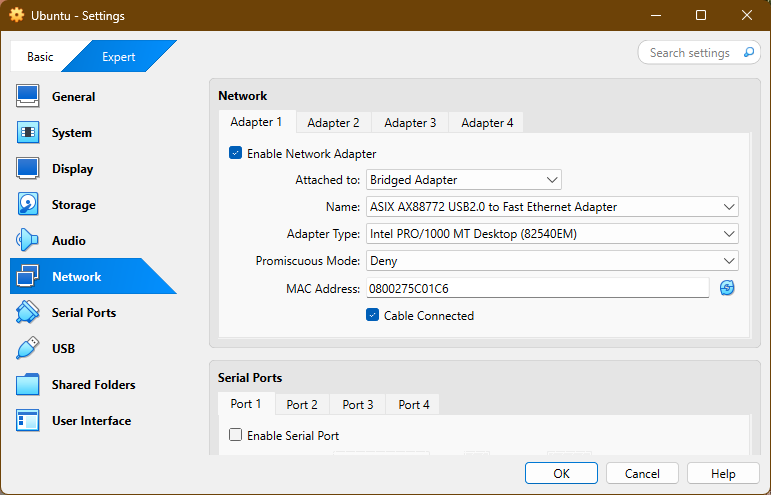 Ubuntu - Settings
Basic Expert Search settings
General
System
Display
Storage
Audio
Network
Serial Ports
USB
Shared Folders
User Interface
Network
Adapter 1 Adapter 2 Adapter 3 Adapter 4
Enable Network Adapter
Attached to: Bridged Adapter
Name: ASIX AX88772 USB2.0 to Fast Ethernet Adapter
Adapter Type: Intel PRO/1000 MT Desktop (82540EM)
Promiscuous Mode: Deny
MAC Address: 0800275C01C6
Cable Connected
Serial Ports
Port 1 Port 2 Port 3 Port 4
Enable Serial Port
OK Cancel Help